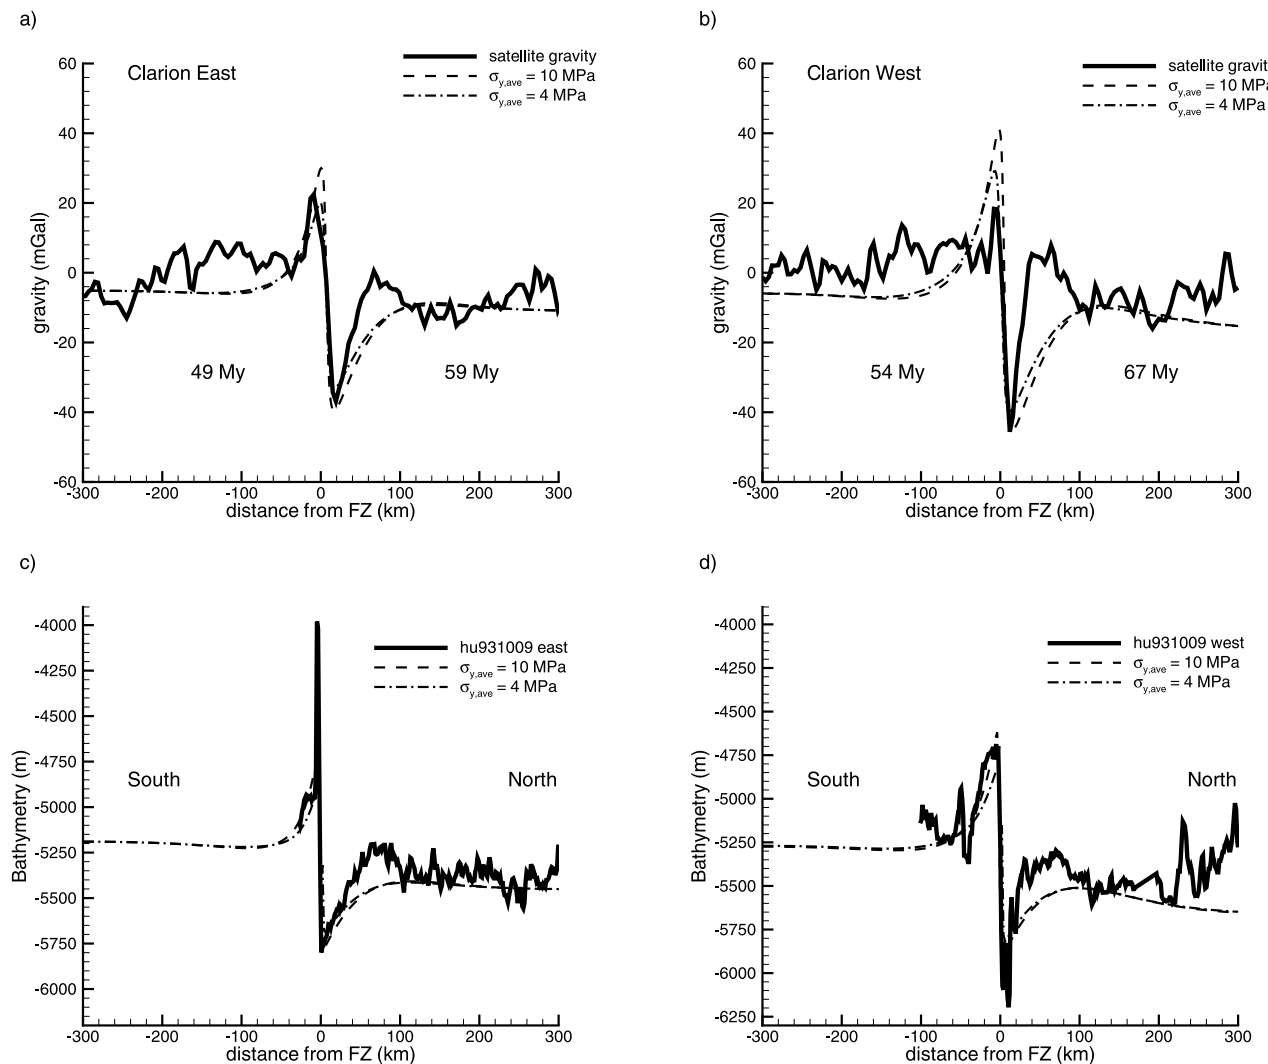 a)
Clarion East
satellite gravity
σy,ave = 10 MPa
σy,ave = 4 MPa
60
40
20
0
-20
-40
-60
gravity (mGal)
49 My
59 My
-300
-200
-100
0
100
200
300
distance from FZ (km)
b)
Clarion West
satellite gravit
σy,ave = 10 MPa
σy,ave = 4 MPa
60
40
20
0
-20
-40
-60
gravity (mGal)
54 My
67 My
-300
-200
-100
0
100
200
300
distance from FZ (km)
c)
hu931009 east
σy,ave = 10 MPa
σy,ave = 4 MPa
-4000
-4250
-4500
-4750
-5000
-5250
-5500
-5750
-6000
Bathymetry (m)
South
North
-300
-200
-100
0
100
200
300
distance from FZ (km)
d)
hu931009 west
σy,ave = 10 MPa
σy,ave = 4 MPa
-4000
-4250
-4500
-4750
-5000
-5250
-5500
-5750
-6000
-6250
Bathymetry (m)
South
North
-300
-200
-100
0
100
200
300
distance from FZ (km)